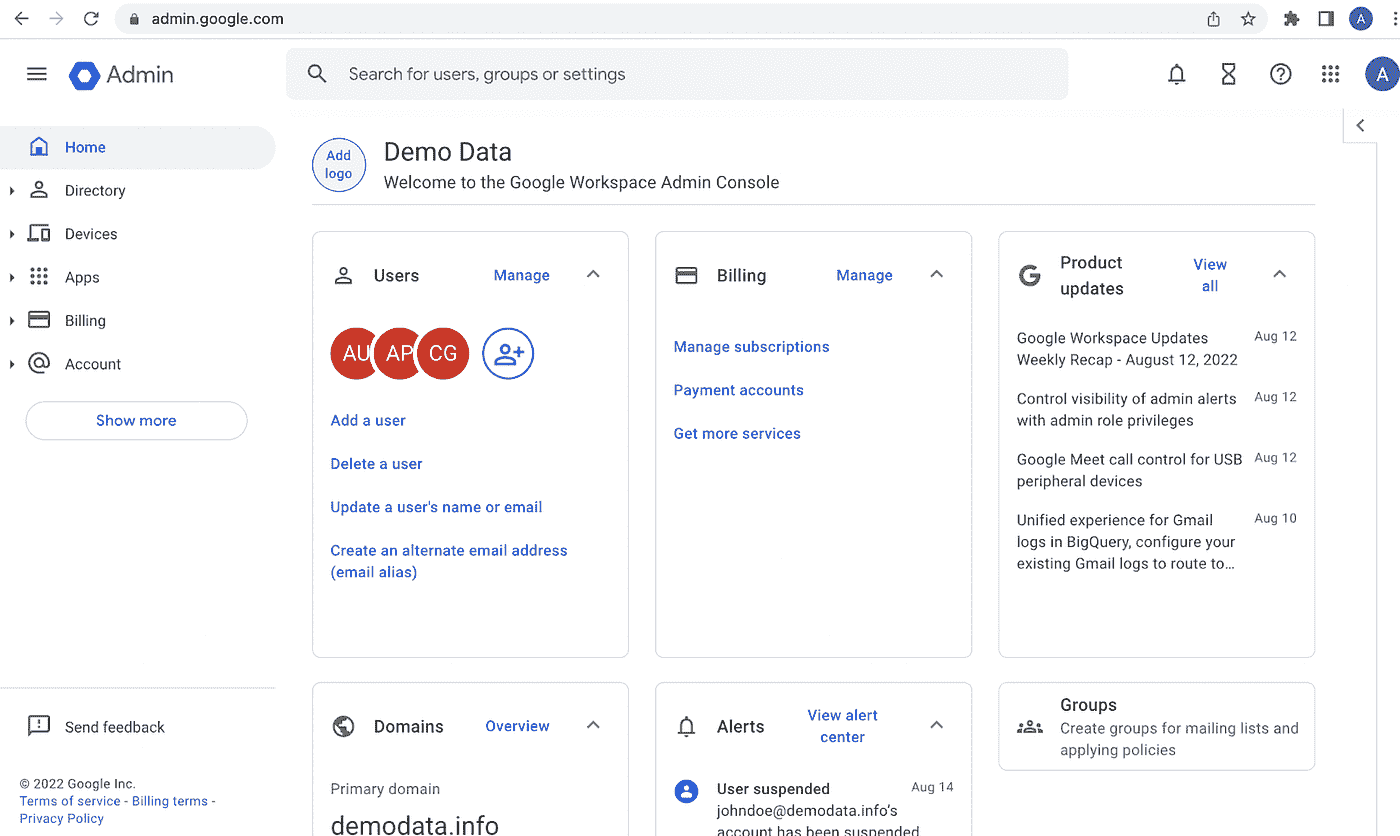 admin.google.com
A
Admin
Search for users, groups or settings
A
Home
Directory
Devices
Apps
Billing
Account
Show more
Send feedback
© 2022 Google Inc.
Terms of service - Billing terms -
Privacy Policy
Add
logo
Demo Data
Welcome to the Google Workspace Admin Console
Users
Manage
AU AP CG
Add a user
Delete a user
Update a user's name or email
Create an alternate email address
(email alias)
Billing
Manage
Manage subscriptions
Payment accounts
Get more services
Product
updates
View
all
Google Workspace Updates Aug 12
Weekly Recap - August 12, 2022
Control visibility of admin alerts Aug 12
with admin role privileges
Google Meet call control for USB Aug 12
peripheral devices
Unified experience for Gmail Aug 10
logs in BigQuery, configure your
existing Gmail logs to route to...
Domains
Overview
Primary domain
demodata.info
Alerts
View alert
center
User suspended Aug 14
johndoe@demodata.info's
account has been suspended
Groups
Create groups for mailing lists and
applying policies